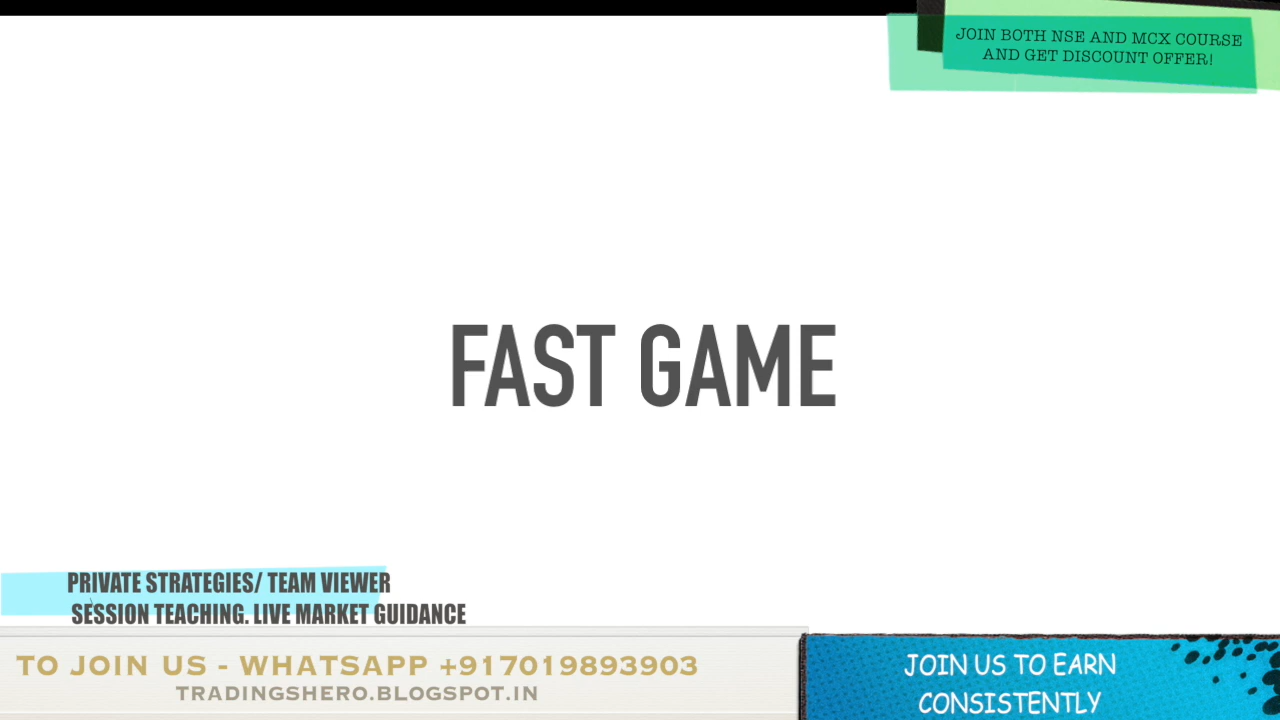 JOIN BOTH NSE AND MCX COURSE
AND GET DISCOUNT OFFER!
FAST GAME
PRIVATE STRATEGIES/ TEAM VIEWER
SESSION TEACHING. LIVE MARKET GUIDANCE
TO JOIN US - WHATSAPP +917019893903
TRADINGSHERO.BLOGSPOT.IN
JOIN US TO EARN
CONSISTENTLY